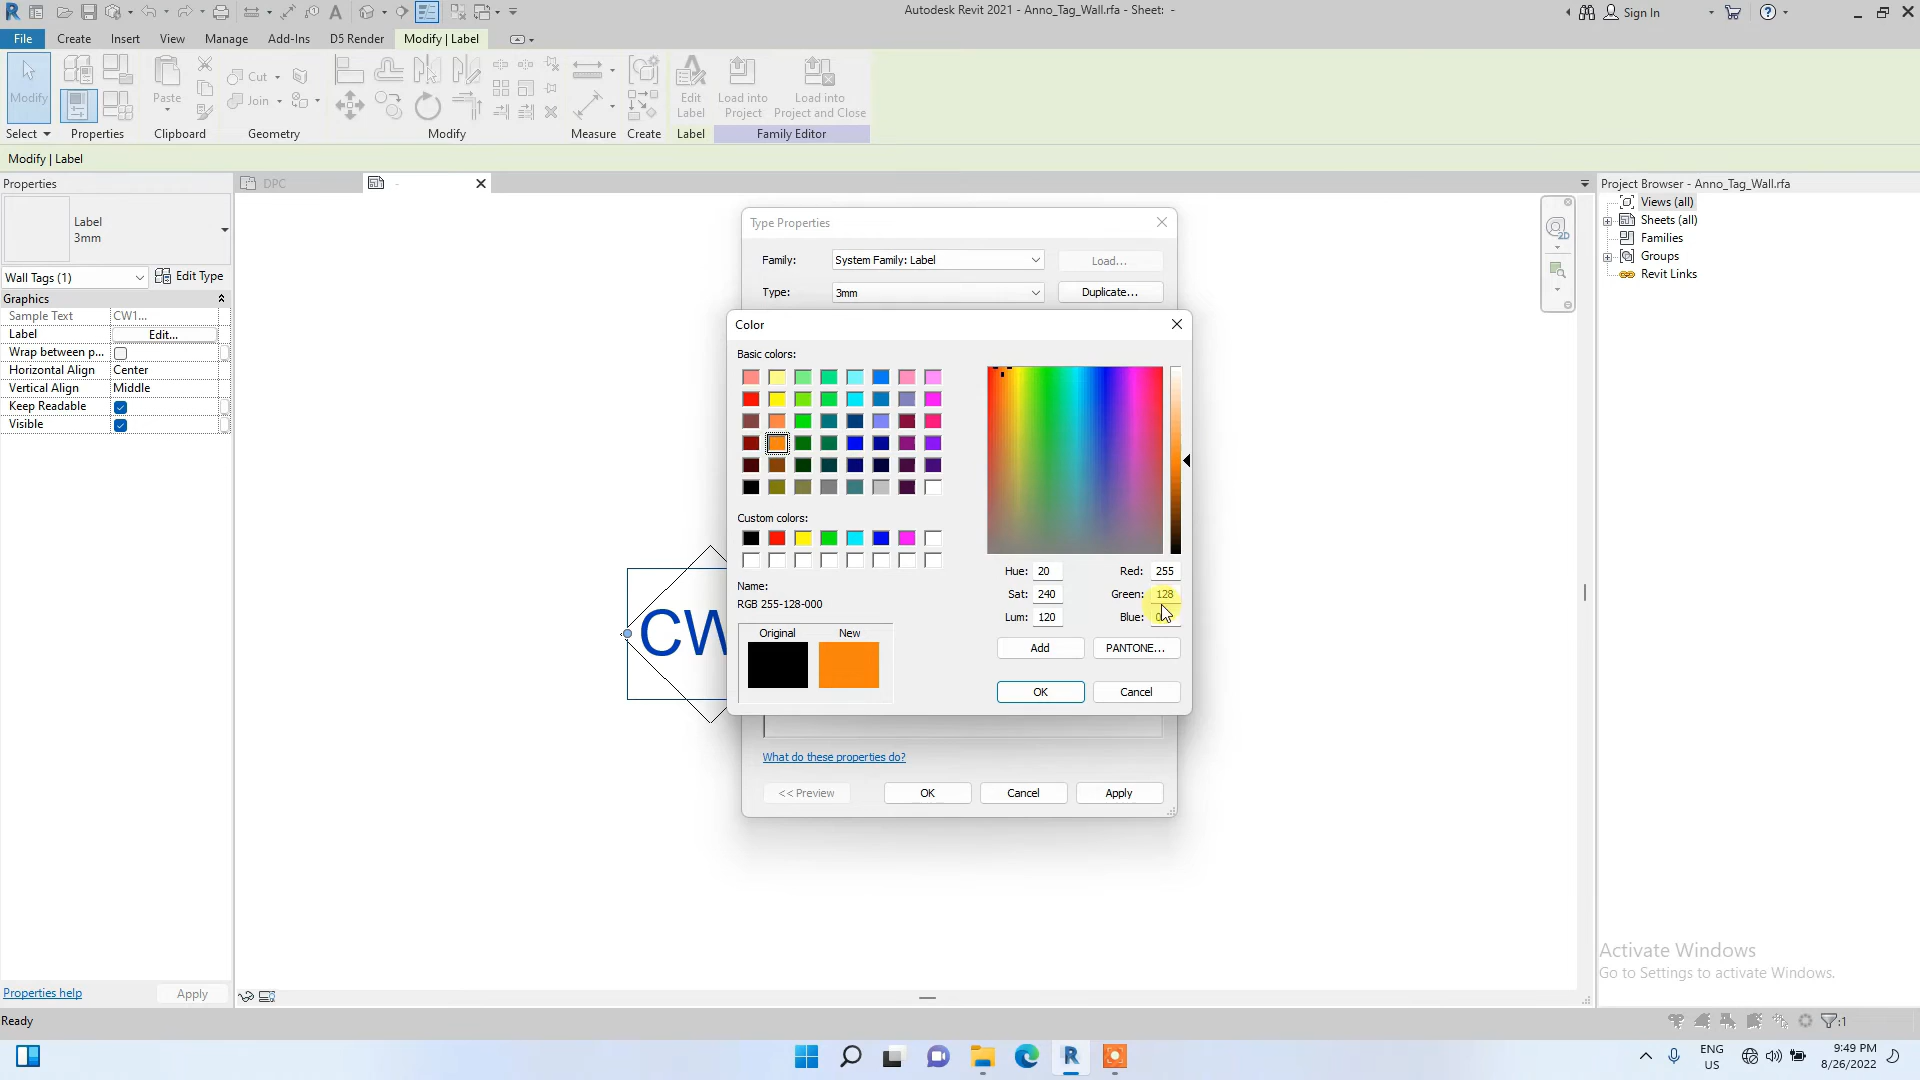 Autodesk Revit 2021 - Anno_Tag_Wall.rfa - Sheet: -
Sign In
File Create Insert View Manage Add-Ins D5 Render Modify | Label
Modify
Paste
Cut
Join
Edit Label
Load into Project
Load into Project and Close
Select Properties Clipboard Geometry Modify Measure Create Label Family Editor
Modify | Label
Properties
DPC
-
Project Browser - Anno_Tag_Wall.rfa
Label
3mm
Wall Tags (1)
Edit Type
Graphics
Sample Text CW1...
Label Edit...
Wrap between p...
Horizontal Align Center
Vertical Align Middle
Keep Readable
Visible
Views (all)
Sheets (all)
Families
Groups
Revit Links
2D
Type Properties
Family: System Family: Label Load...
Type: 3mm Duplicate...
Color
Basic colors:
Custom colors:
Name:
RGB 255-128-000
Original New
Hue: 20 Red: 255
Sat: 240 Green: 128
Lum: 120 Blue: 0
Add PANTONE...
OK Cancel
CW
What do these properties do?
<< Preview OK Cancel Apply
Activate Windows
Go to Settings to activate Windows.
Properties help Apply
Ready
:1
ENG
US
9:49 PM
8/26/2022